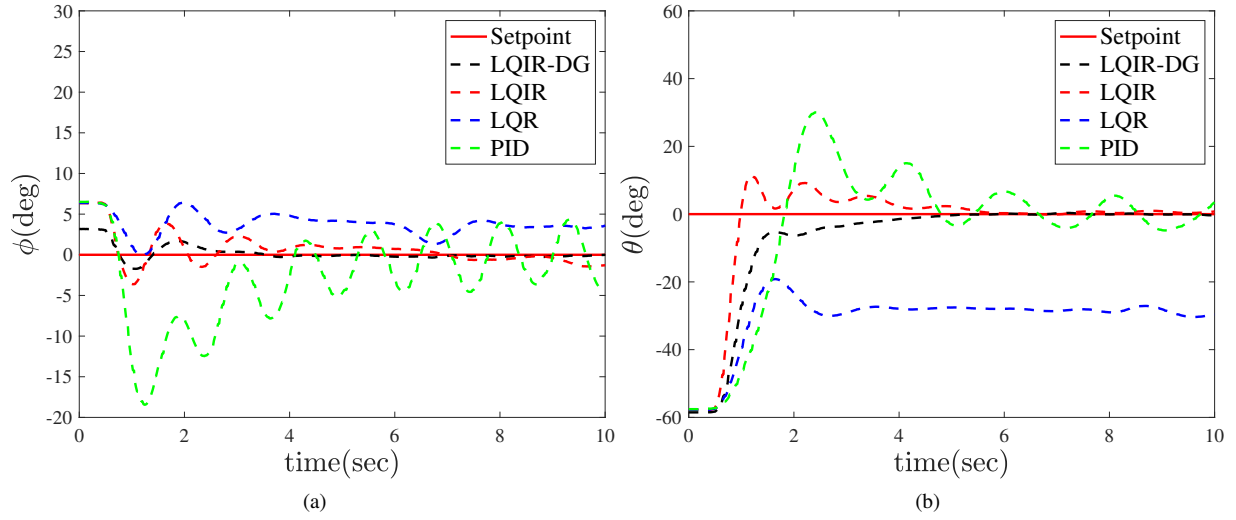 30
25
20
15
10
5
0
-5
-10
-15
-20
ϕ(deg)
0
2
4
6
8
10
time(sec)
Setpoint
LQIR-DG
LQIR
LQR
PID
(a)
60
40
20
0
-20
-40
-60
θ(deg)
0
2
4
6
8
10
time(sec)
Setpoint
LQIR-DG
LQIR
LQR
PID
(b)